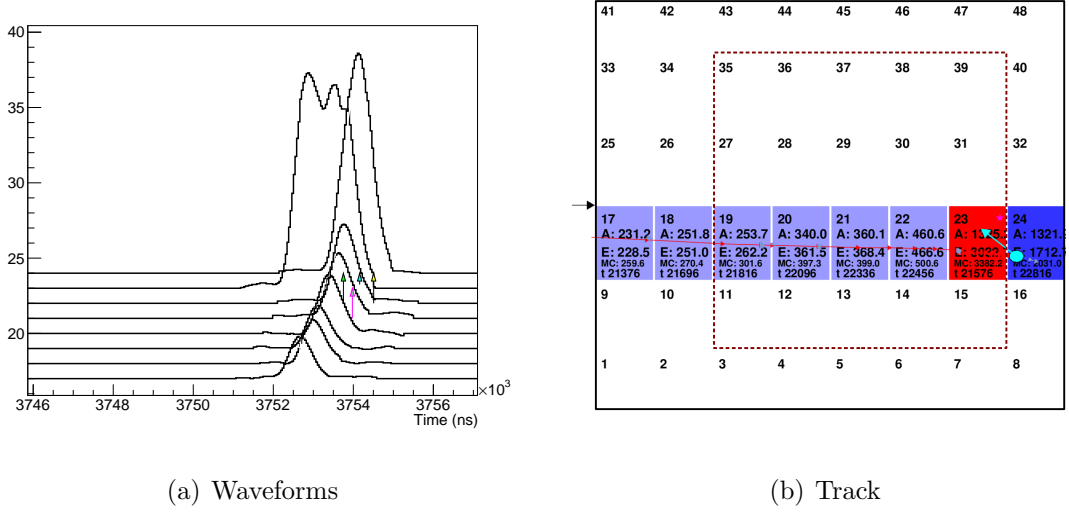 40
35
30
25
20
×10³
3746 3748 3750 3752 3754 3756
Time (ns)
41 42 43 44 45 46 47 48
33 34 35 36 37 38 39 40
25 26 27 28 29 30 31 32
17 18 19 20 21 22 23 24
A: 231.2 A: 251.8 A: 253.7 A: 340.0 A: 360.1 A: 460.6 A: A: 1321.
E: 228.5 E: 251.0 E: 262.2 E: 361.5 E: 368.4 E: 466.6 E: E: 1712.
MC: 259.6 MC: 270.4 MC: 301.6 MC: 397.3 MC: 399.0 MC: 500.6 MC: 3382.2 MC:
t 21376 t 21696 t 21816 t 22096 t 22336 t 22456 t 21576 t 22816
9 10 11 12 13 14 15 16
1 2 3 4 5 6 7 8
(a) Waveforms
(b) Track